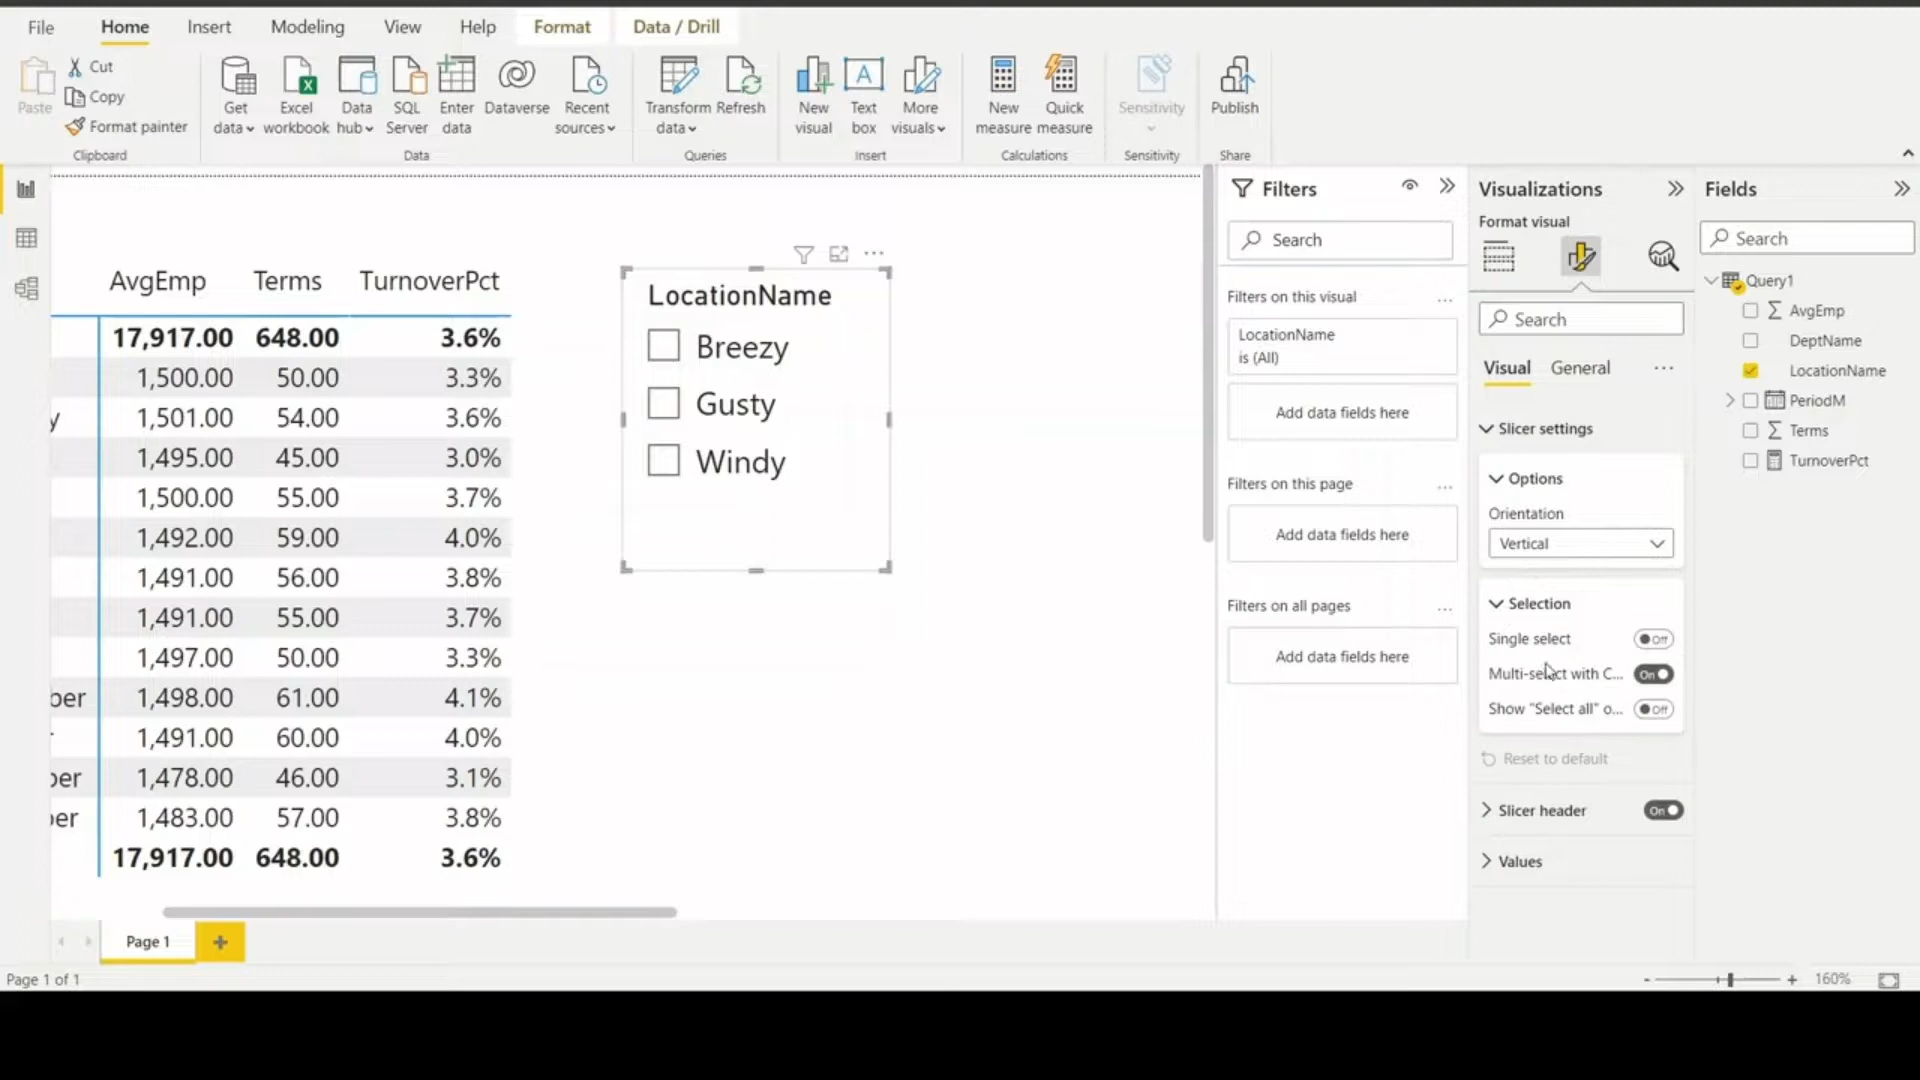 File Home Insert Modeling View Help Format Data / Drill
Paste
Cut
Copy
Format painter
Clipboard
Get data
Excel workbook
Data hub
SQL Server
Enter data
Dataverse
Recent sources
Data
Transform data
Refresh
Queries
New visual
Text box
More visuals
Insert
New measure
Quick measure
Calculations
Sensitivity
Sensitivity
Publish
Share
AvgEmp Terms TurnoverPct
17,917.00 648.00 3.6%
1,500.00 50.00 3.3%
y 1,501.00 54.00 3.6%
1,495.00 45.00 3.0%
1,500.00 55.00 3.7%
1,492.00 59.00 4.0%
1,491.00 56.00 3.8%
1,491.00 55.00 3.7%
1,497.00 50.00 3.3%
ber 1,498.00 61.00 4.1%
1,491.00 60.00 4.0%
ber 1,478.00 46.00 3.1%
ber 1,483.00 57.00 3.8%
17,917.00 648.00 3.6%
LocationName
Breezy
Gusty
Windy
Filters
Search
Filters on this visual ...
LocationName
is (All)
Add data fields here
Filters on this page ...
Add data fields here
Filters on all pages ...
Add data fields here
Visualizations
Format visual
Search
Visual General ...
Slicer settings
Options
Orientation
Vertical
Selection
Single select Off
Multi-select with C... On
Show "Select all" o... Off
Reset to default
Slicer header On
Values
Fields
Search
Query1
AvgEmp
DeptName
LocationName
PeriodM
Terms
TurnoverPct
Page 1 +
Page 1 of 1
- + 160%